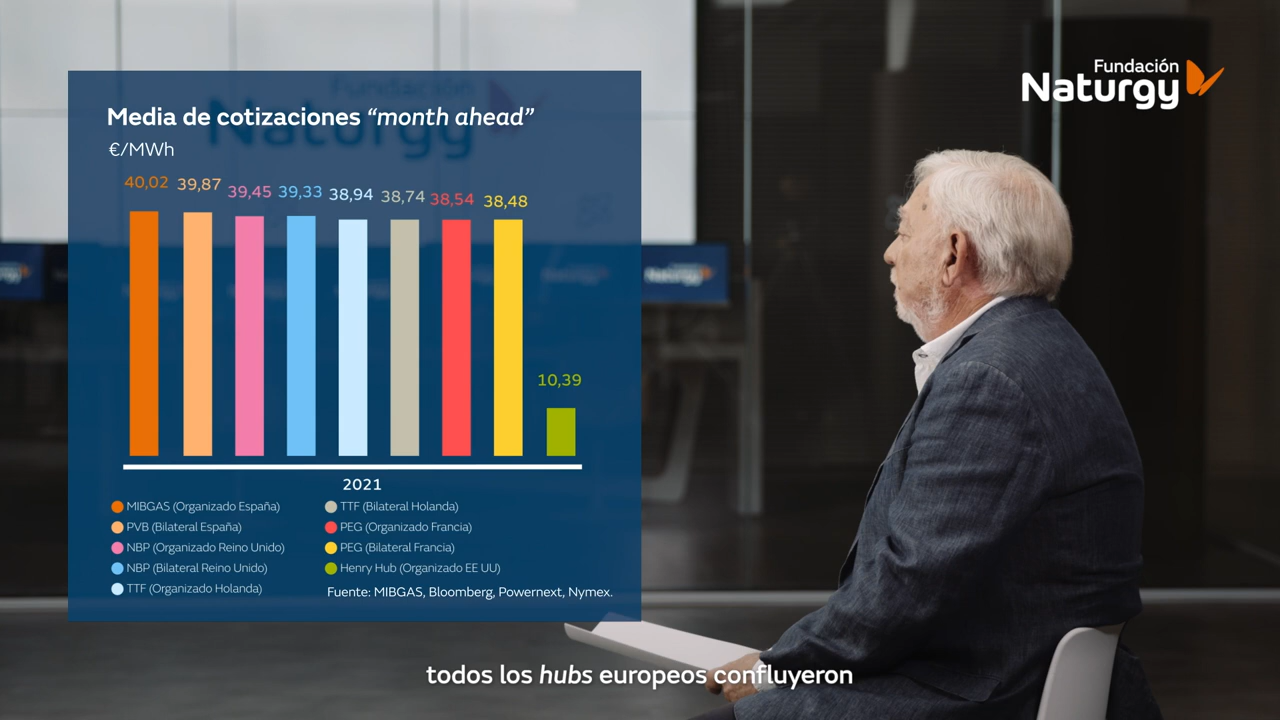 Fundación
Naturgy
Media de cotizaciones “month ahead”
€/MWh
40,02
39,87
39,45
39,33
38,94
38,74
38,54
38,48
10,39
2021
MIBGAS (Organizado España)
PVB (Bilateral España)
NBP (Organizado Reino Unido)
NBP (Bilateral Reino Unido)
TTF (Organizado Holanda)
TTF (Bilateral Holanda)
PEG (Organizado Francia)
PEG (Bilateral Francia)
Henry Hub (Organizado EE UU)
Fuente: MIBGAS, Bloomberg, Powernext, Nymex.
Fundación
Naturgy
Naturgy
todos los hubs europeos confluyeron